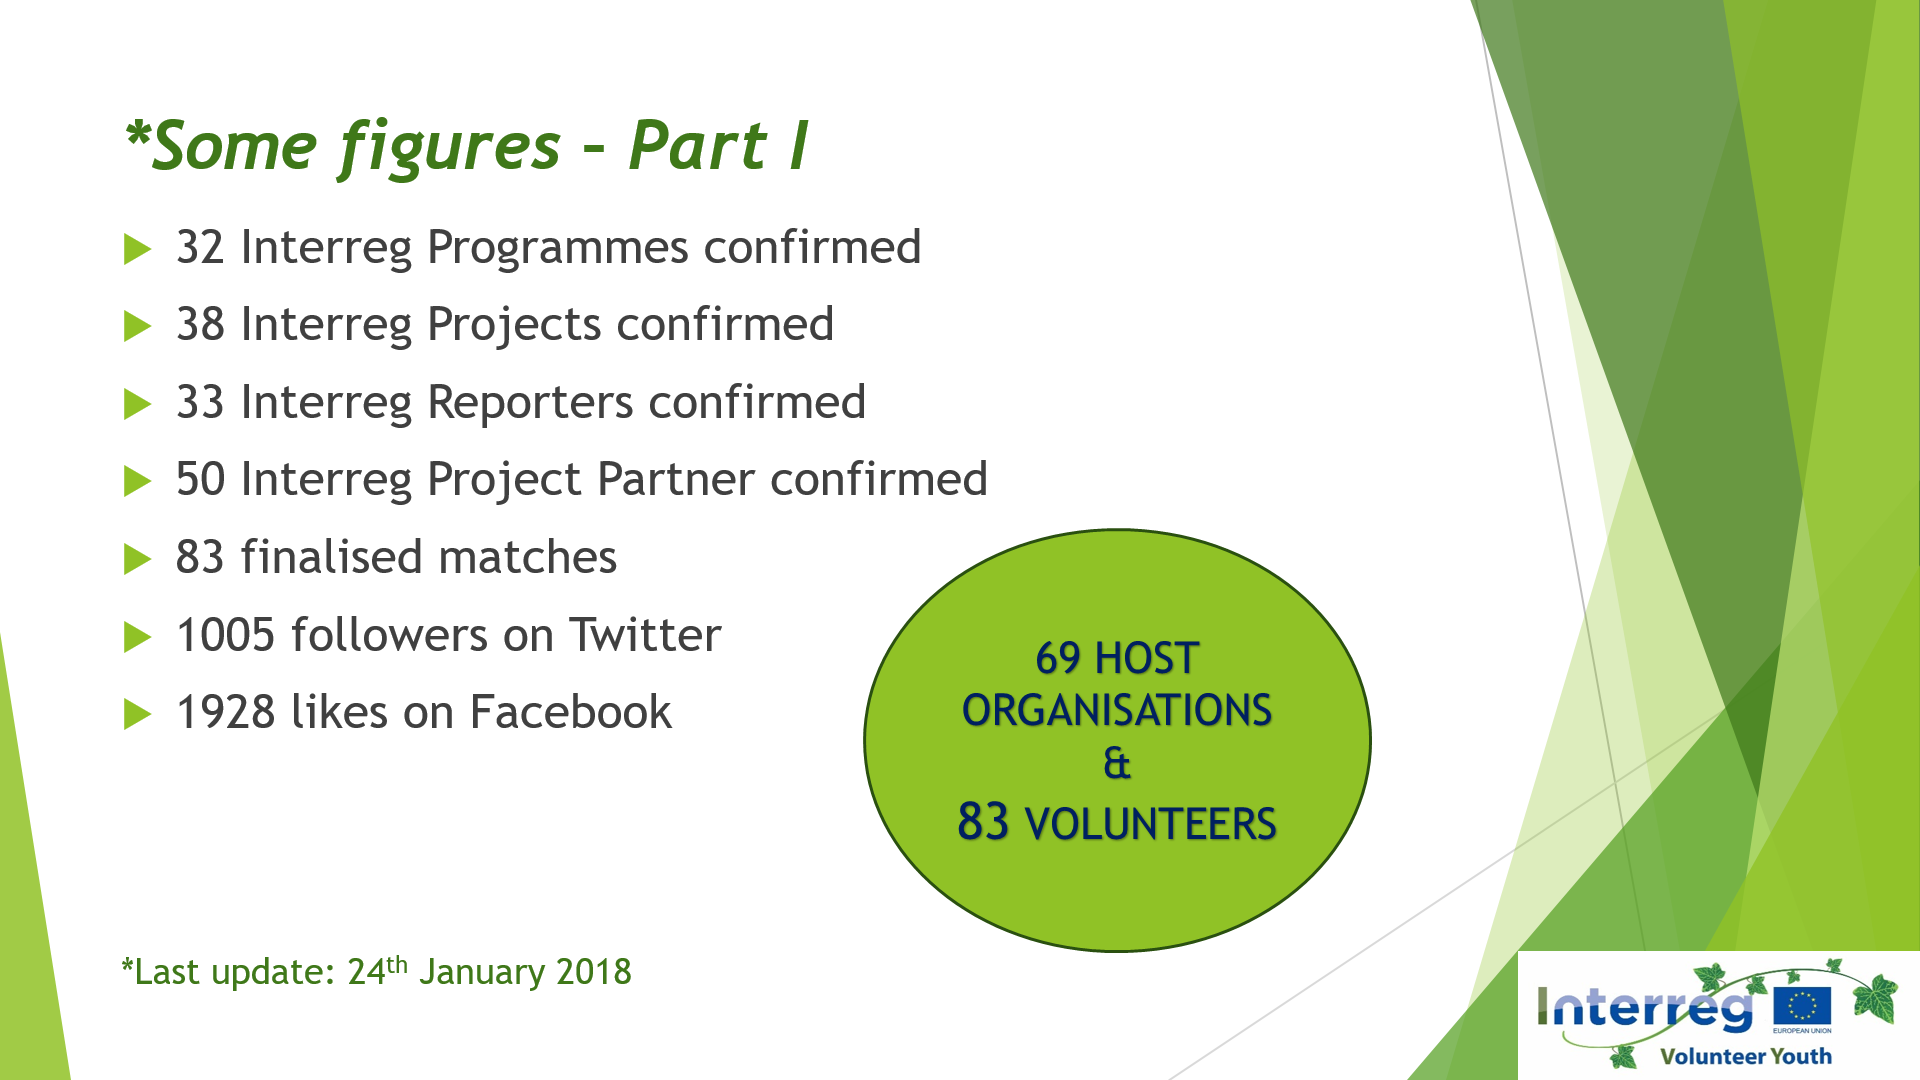 *Some figures – Part I
32 Interreg Programmes confirmed
38 Interreg Projects confirmed
33 Interreg Reporters confirmed
50 Interreg Project Partner confirmed
83 finalised matches
1005 followers on Twitter
1928 likes on Facebook
69 HOST
ORGANISATIONS
&
83 VOLUNTEERS
*Last update: 24th January 2018
Interreg
EUROPEAN UNION
Volunteer Youth